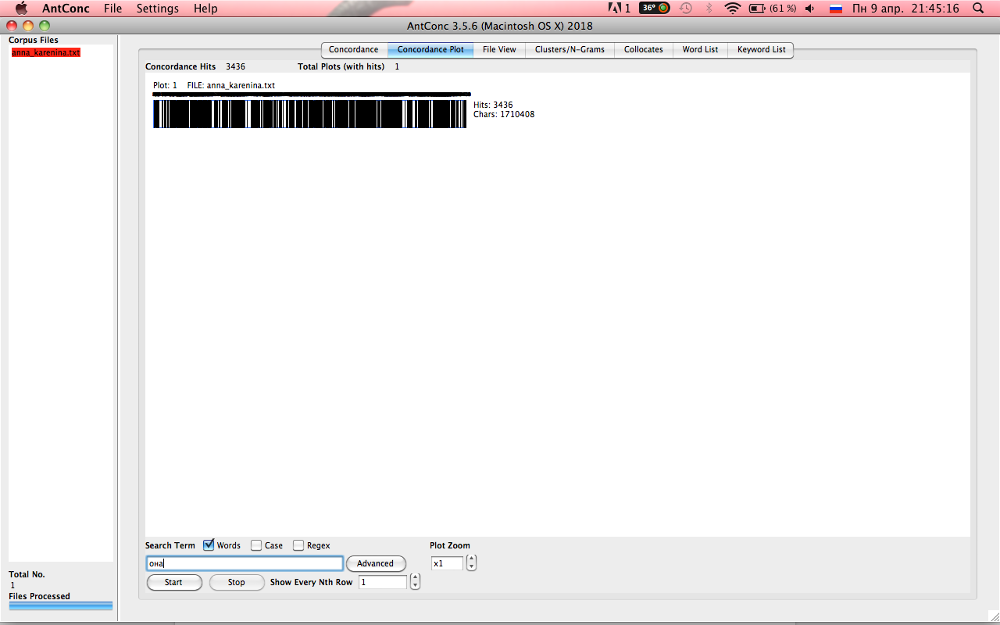 AntConc File Settings Help 1 36° (61 %) Пн 9 апр. 21:45:16
AntConc 3.5.6 (Macintosh OS X) 2018
Corpus Files
anna_karenina.txt
Concordance Concordance Plot File View Clusters/N-Grams Collocates Word List Keyword List
Concordance Hits 3436 Total Plots (with hits) 1
Plot: 1 FILE: anna_karenina.txt
Hits: 3436
Chars: 1710408
Search Term Words Case Regex Plot Zoom
она Advanced x1
Start Stop Show Every Nth Row 1
Total No.
1
Files Processed